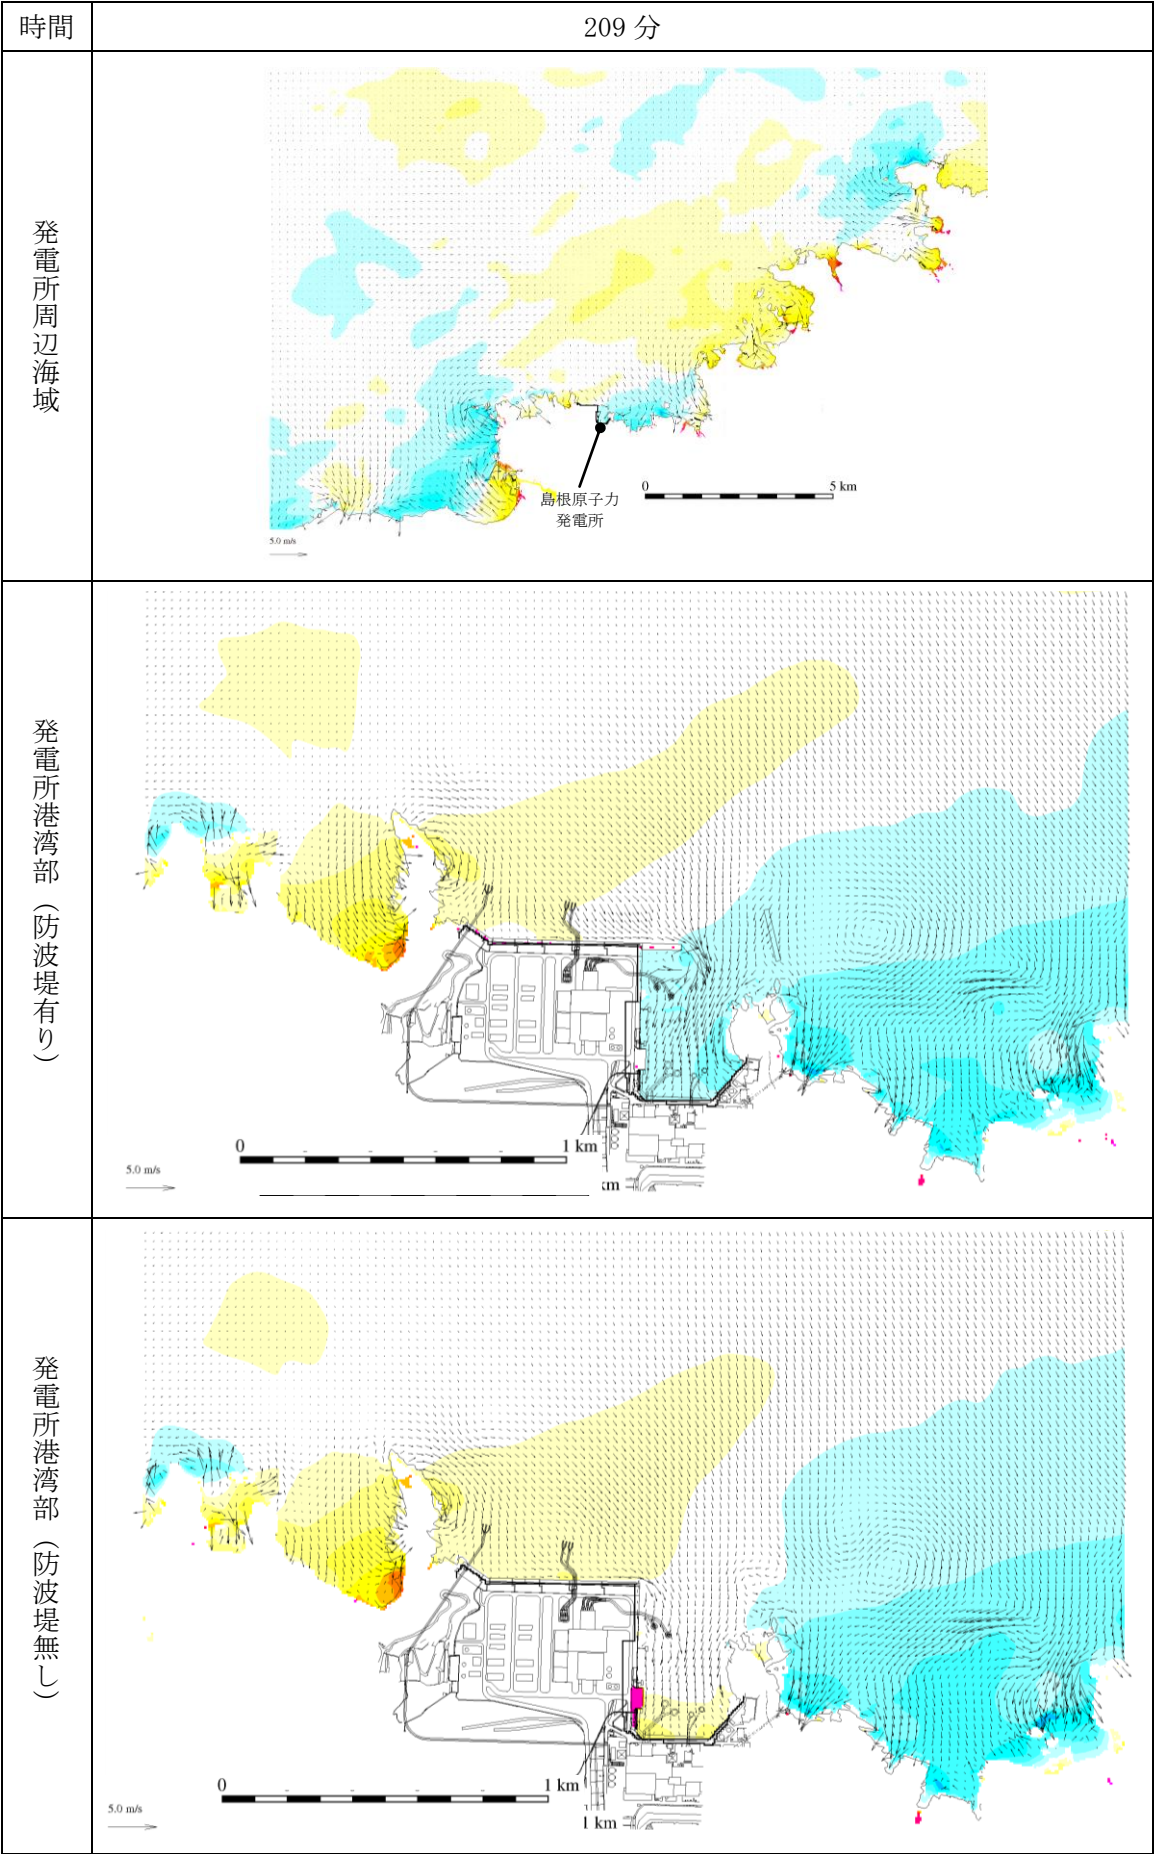 時間
209 分
発電所周辺海域
島根原子力
発電所
0
5 km
5.0 m/s
発電所港湾部（防波堤有り）
0
1 km
5.0 m/s
km
発電所港湾部（防波堤無し）
0
1 km
5.0 m/s
1 km